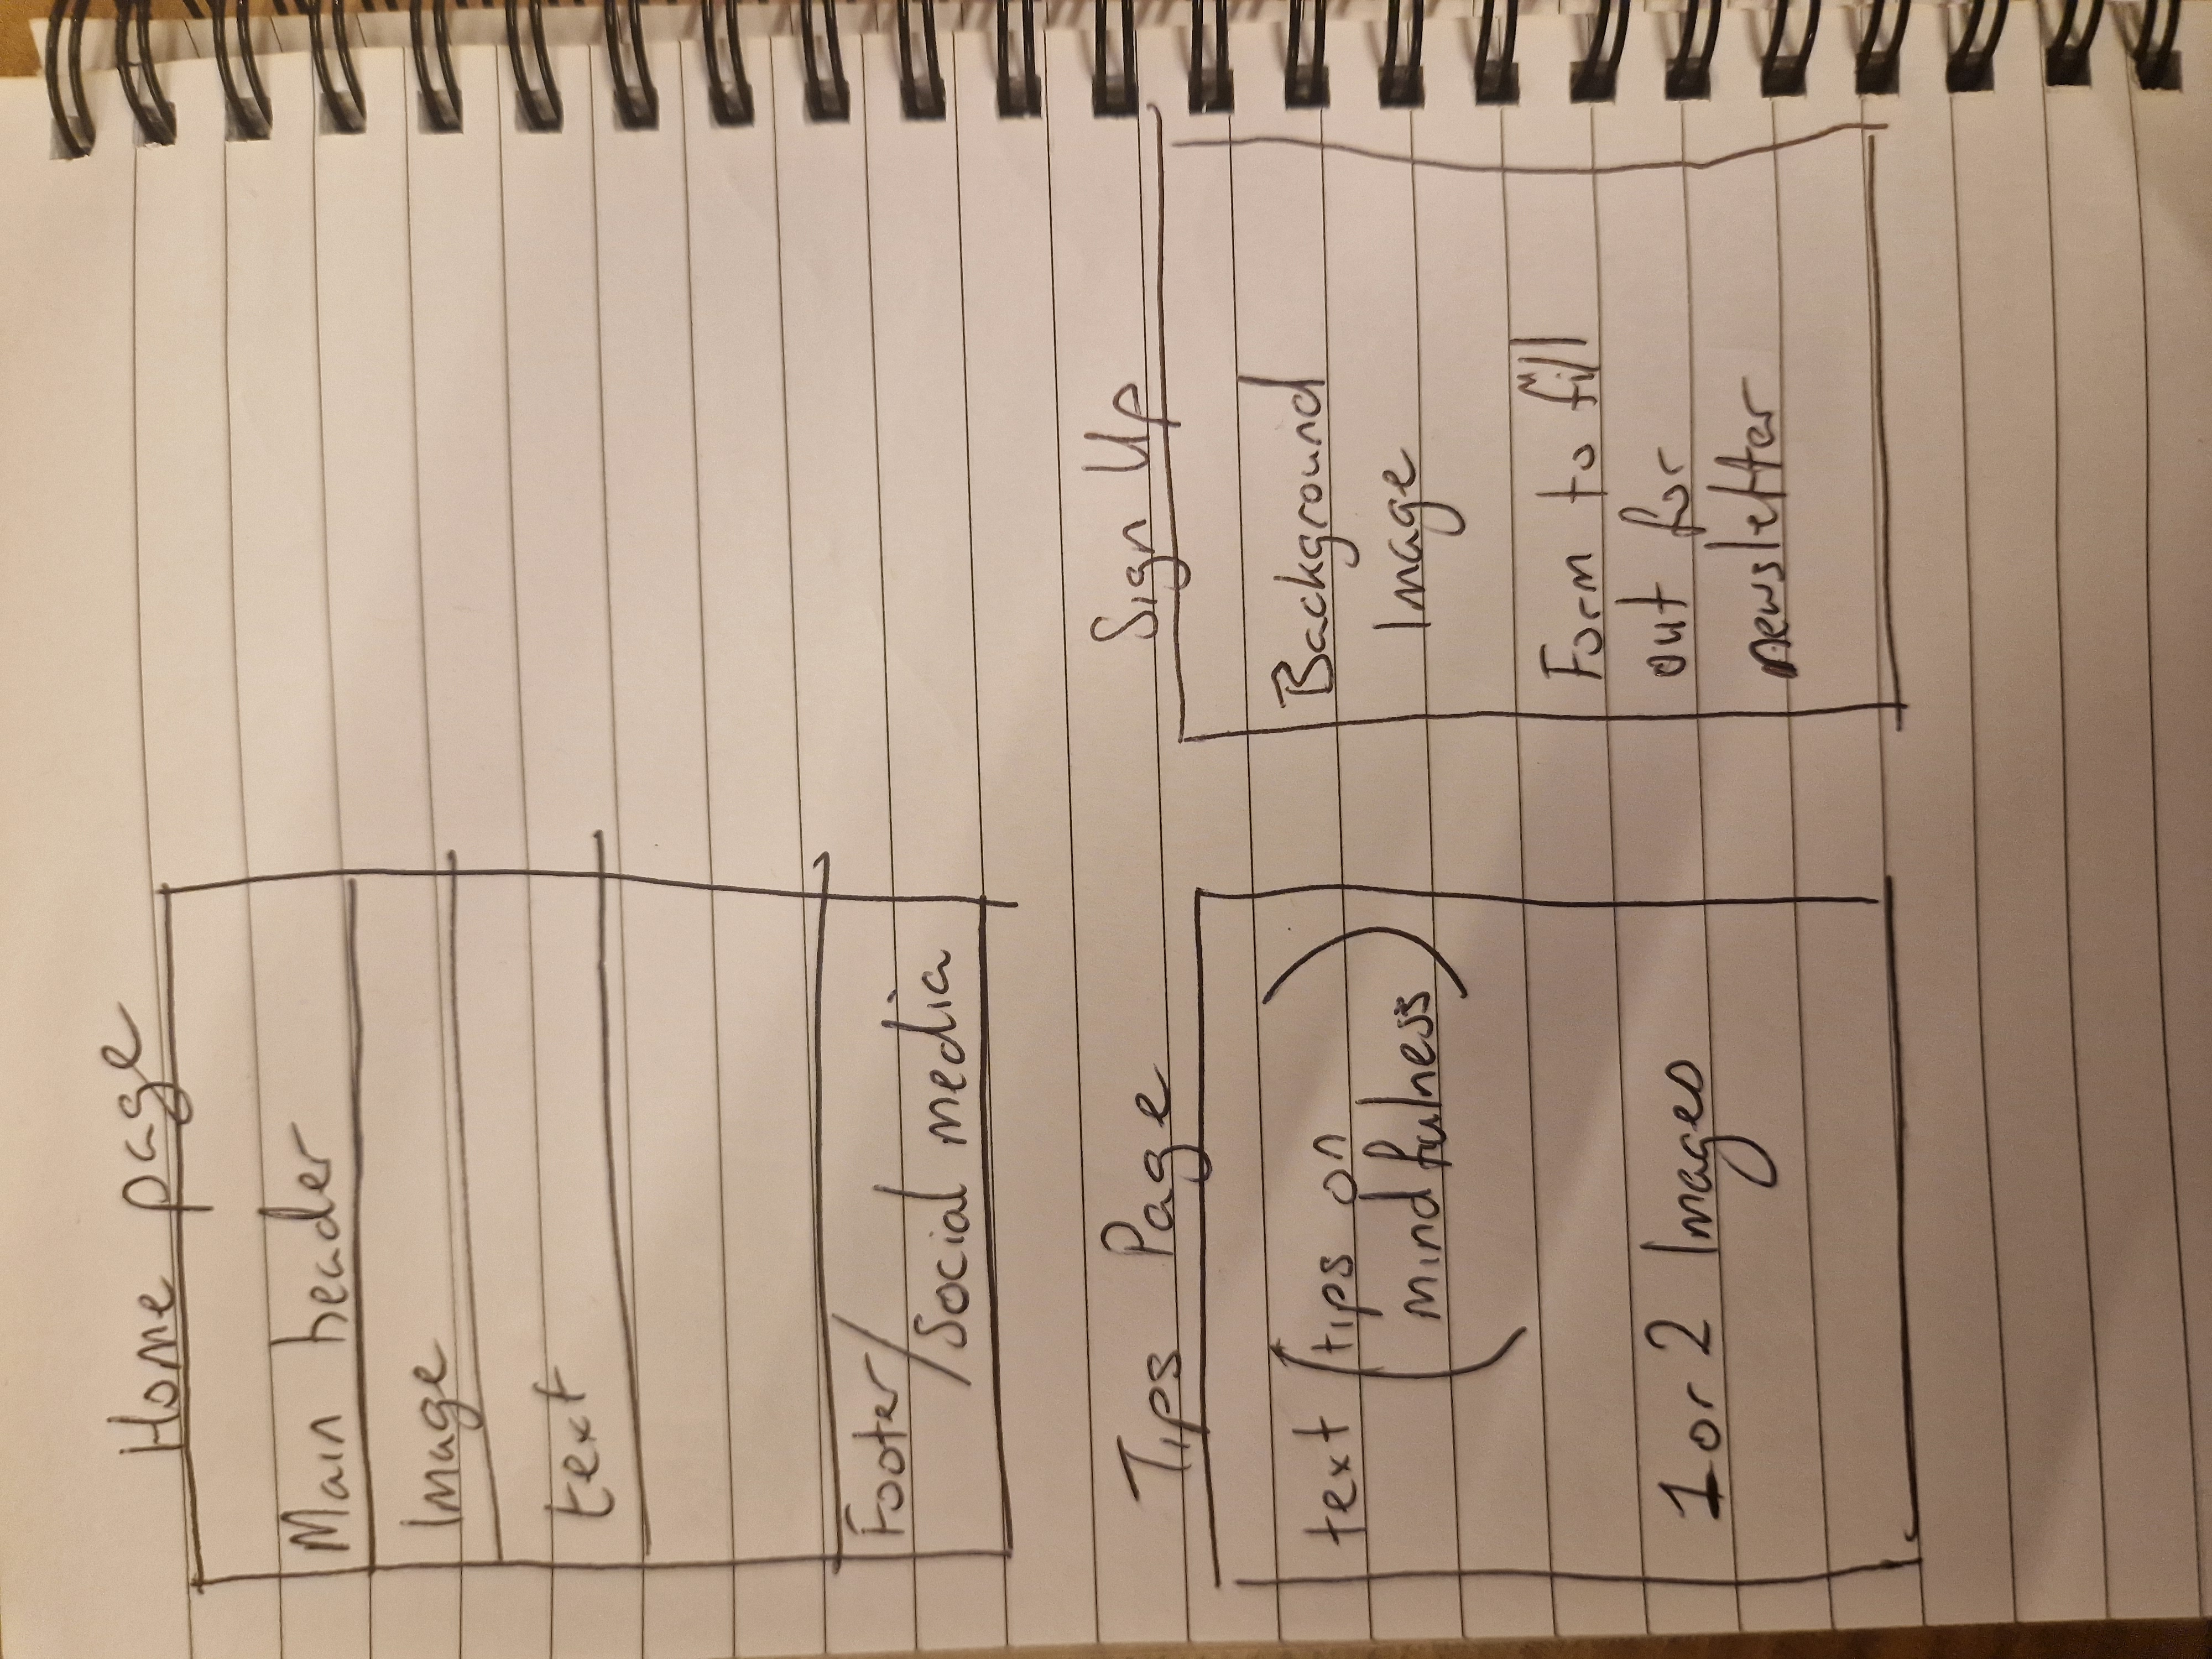 Home page
Main header
Image
text
Footer/
Social media
Tips Page
text (tips on
mindfulness)
1 or 2 Images
Sign Up
Background
Image
Form to fill
out for
newsletter